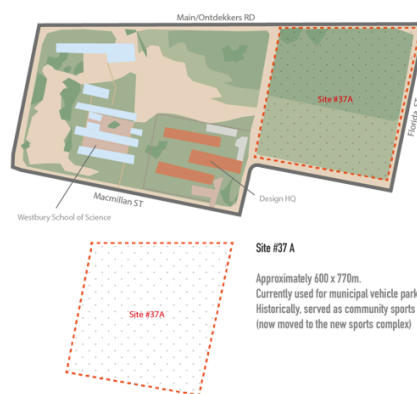 Main/Ontdekkers RD
Site #37A
Florida ST
Design HQ
Macmillan ST
Westbury School of Science
Site #37 A
Approximately 600 x 770m.
Currently used for municipal vehicle park
Historically, served as community sports
(now moved to the new sports complex)
Site #37A